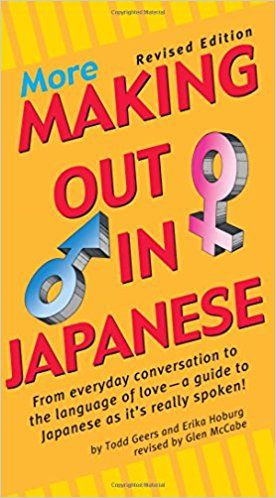 Revised Edition
More
MAKING
OUT
IN
JAPANESE
From everyday conversation to
the language of love—a guide to
Japanese as it's really spoken!
by Todd Geers and Erika Hoburg
revised by Glen McCabe